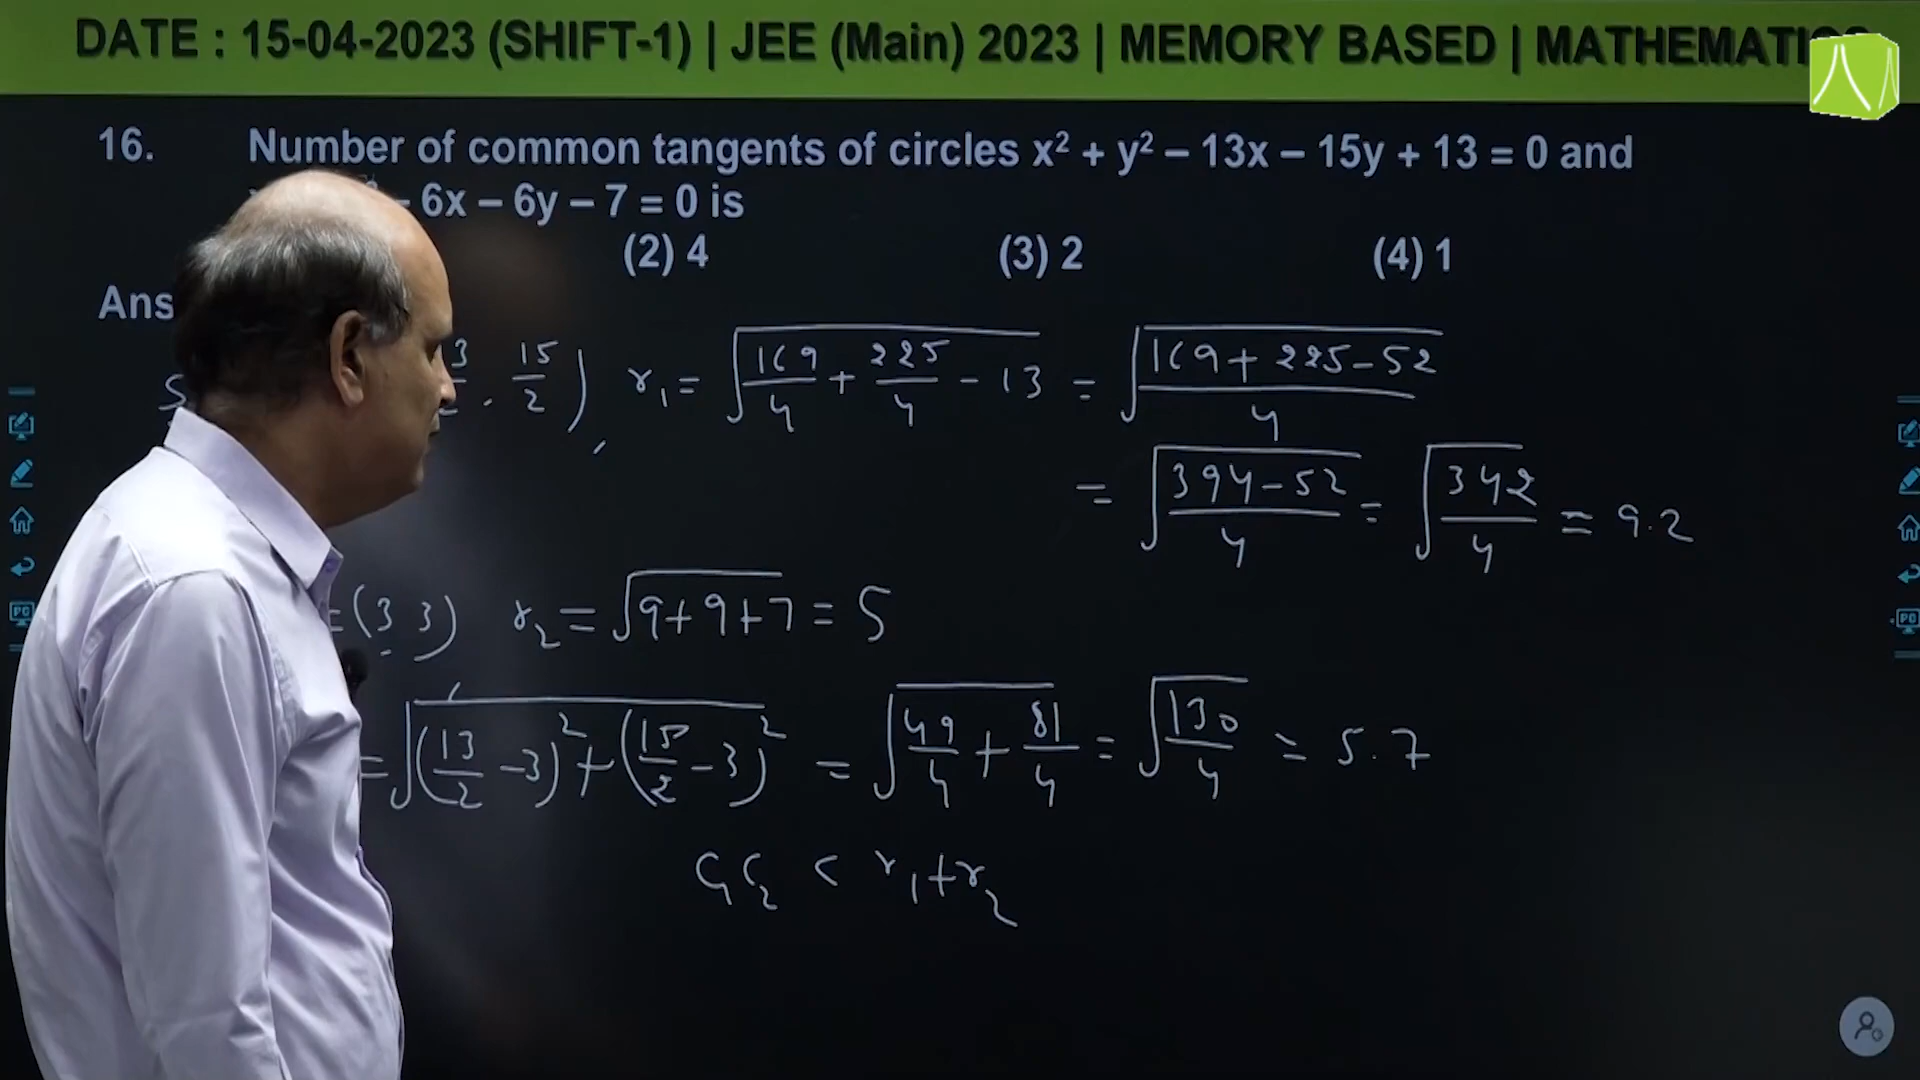 DATE : 15-04-2023 (SHIFT-1) | JEE (Main) 2023 | MEMORY BASED | MATHEMATICS
16. Number of common tangents of circles x² + y² – 13x – 15y + 13 = 0 and
– 6x – 6y – 7 = 0 is
(2) 4 (3) 2 (4) 1
Ans
15/2), r₁ = √(169/4 + 225/4 – 13) = √((169 + 225 – 52)/4)
= √((394 – 52)/4) = √(342/4) = 9.2
= (3 3) r₂ = √(9+9+7) = 5
= √((13/2 – 3)² + (15/2 – 3)²) = √(49/4 + 81/4) = √(130/4) = 5.7
C₁C₂ < r₁+r₂
PC
PC